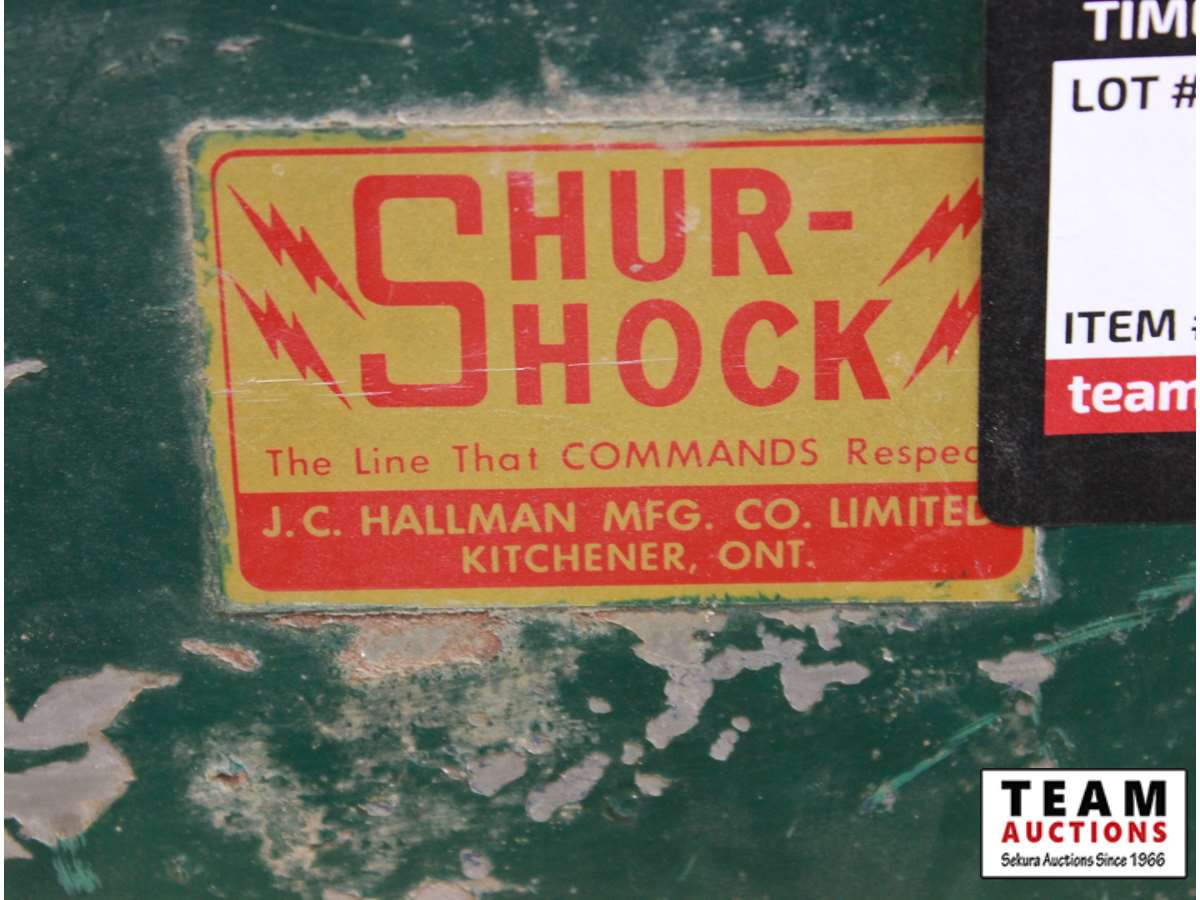 SHUR-
SHOCK
The Line That COMMANDS Respec
J.C. HALLMAN MFG. CO. LIMITED
KITCHENER, ONT.
TIM
LOT #
ITEM #
team
TEAM
AUCTIONS
Sekura Auctions Since 1966